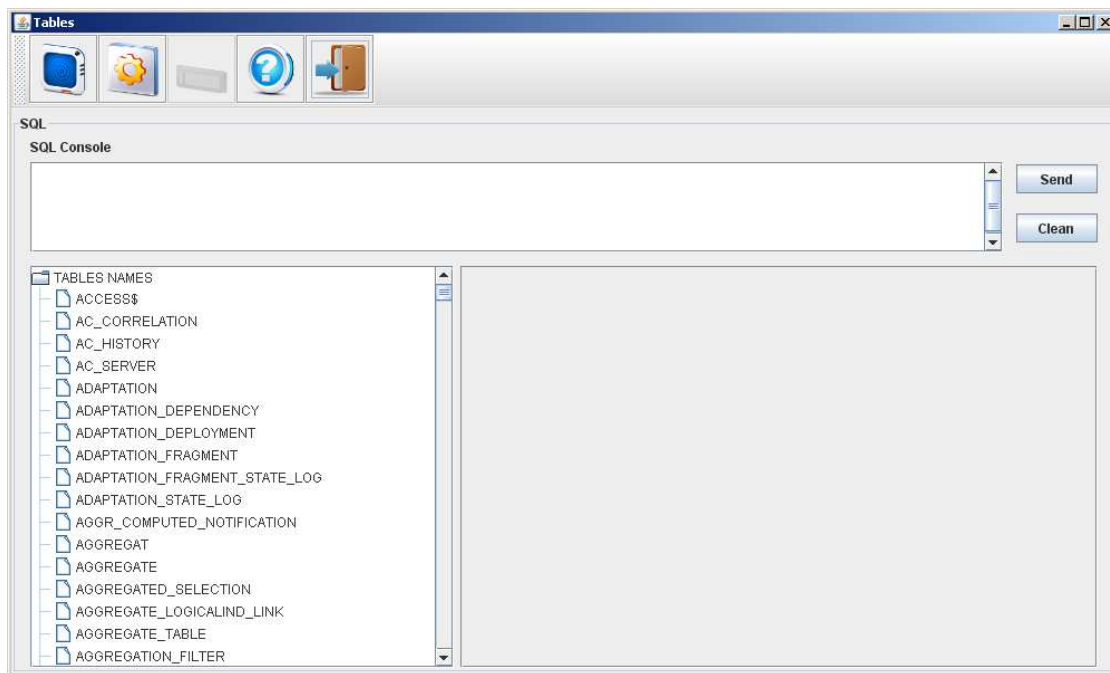 Tables
SQL
SQL Console
Send
Clean
TABLES NAMES
ACCESS$
AC_CORRELATION
AC_HISTORY
AC_SERVER
ADAPTATION
ADAPTATION_DEPENDENCY
ADAPTATION_DEPLOYMENT
ADAPTATION_FRAGMENT
ADAPTATION_FRAGMENT_STATE_LOG
ADAPTATION_STATE_LOG
AGGR_COMPUTED_NOTIFICATION
AGGREGAT
AGGREGATE
AGGREGATED_SELECTION
AGGREGATE_LOGICALIND_LINK
AGGREGATE_TABLE
AGGREGATION_FILTER